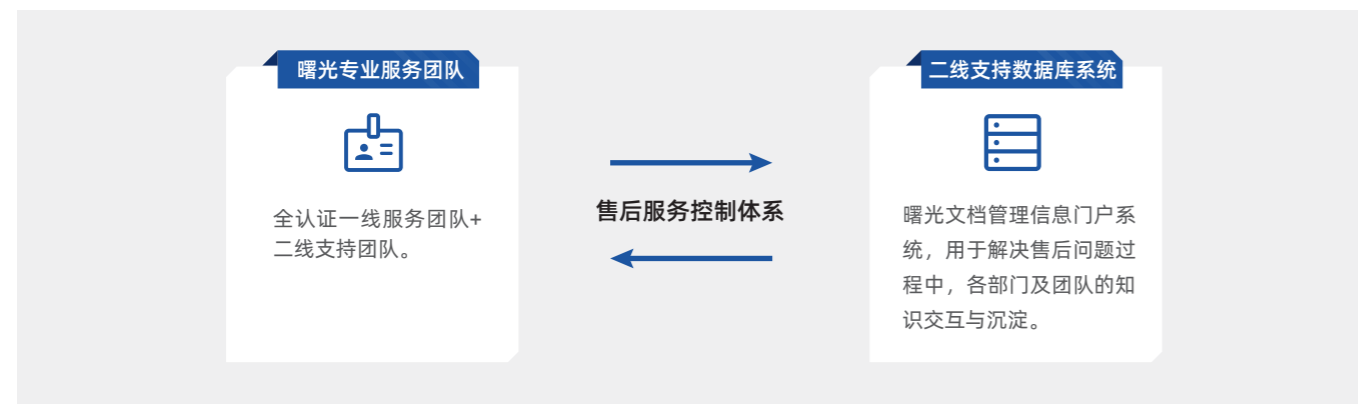 曙光专业服务团队
全认证一线服务团队+
二线支持团队。
售后服务控制体系
二线支持数据库系统
曙光文档管理信息门户系
统，用于解决售后问题过
程中，各部门及团队的知
识交互与沉淀。